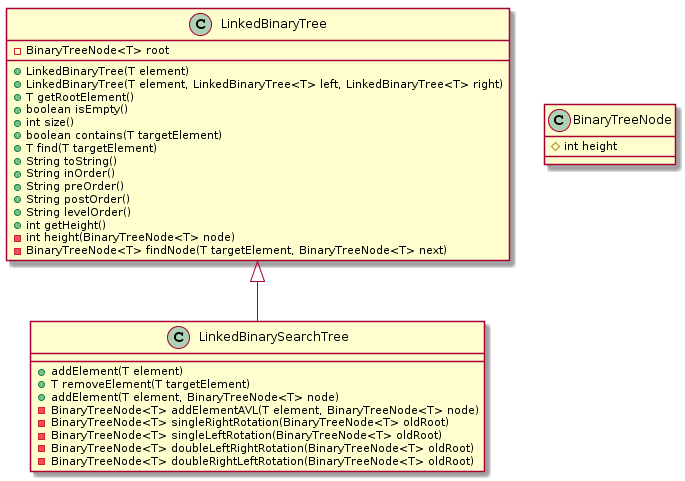 C LinkedBinaryTree
BinaryTreeNode<T> root
LinkedBinaryTree(T element)
LinkedBinaryTree(T element, LinkedBinaryTree<T> left, LinkedBinaryTree<T> right)
T getRootElement()
boolean isEmpty()
int size()
boolean contains(T targetElement)
T find(T targetElement)
String toString()
String inOrder()
String preOrder()
String postOrder()
String levelOrder()
int getHeight()
int height(BinaryTreeNode<T> node)
BinaryTreeNode<T> findNode(T targetElement, BinaryTreeNode<T> next)
C BinaryTreeNode
int height
C LinkedBinarySearchTree
addElement(T element)
T removeElement(T targetElement)
addElement(T element, BinaryTreeNode<T> node)
BinaryTreeNode<T> addElementAVL(T element, BinaryTreeNode<T> node)
BinaryTreeNode<T> singleRightRotation(BinaryTreeNode<T> oldRoot)
BinaryTreeNode<T> singleLeftRotation(BinaryTreeNode<T> oldRoot)
BinaryTreeNode<T> doubleLeftRightRotation(BinaryTreeNode<T> oldRoot)
BinaryTreeNode<T> doubleRightLeftRotation(BinaryTreeNode<T> oldRoot)